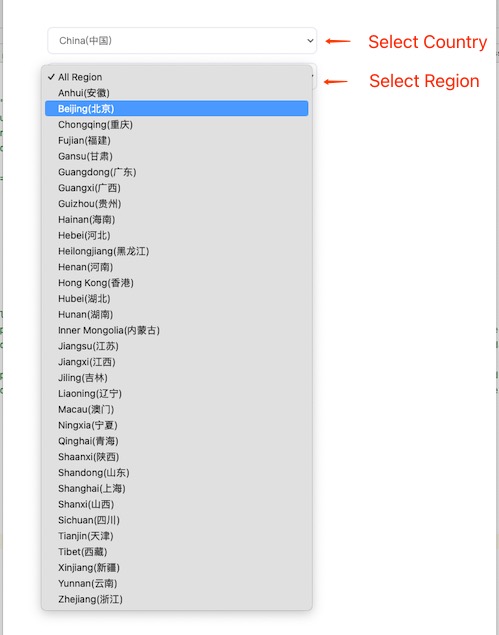 China(中国)
Select Country
All Region
Select Region
Anhui(安徽)
Beijing(北京)
Chongqing(重庆)
Fujian(福建)
Gansu(甘肃)
Guangdong(广东)
Guangxi(广西)
Guizhou(贵州)
Hainan(海南)
Hebei(河北)
Heilongjiang(黑龙江)
Henan(河南)
Hong Kong(香港)
Hubei(湖北)
Hunan(湖南)
Inner Mongolia(内蒙古)
Jiangsu(江苏)
Jiangxi(江西)
Jiling(吉林)
Liaoning(辽宁)
Macau(澳门)
Ningxia(宁夏)
Qinghai(青海)
Shaanxi(陕西)
Shandong(山东)
Shanghai(上海)
Shanxi(山西)
Sichuan(四川)
Tianjin(天津)
Tibet(西藏)
Xinjiang(新疆)
Yunnan(云南)
Zhejiang(浙江)